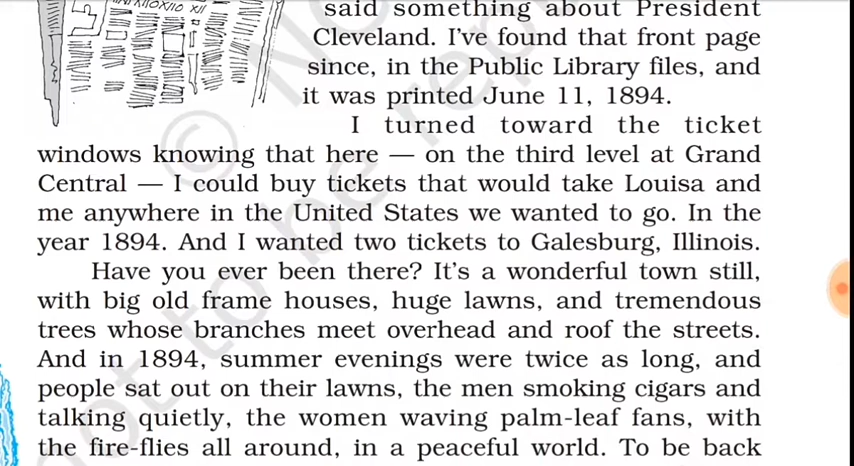 said something about President
Cleveland. I've found that front page
since, in the Public Library files, and
it was printed June 11, 1894.
I turned toward the ticket
windows knowing that here — on the third level at Grand
Central — I could buy tickets that would take Louisa and
me anywhere in the United States we wanted to go. In the
year 1894. And I wanted two tickets to Galesburg, Illinois.
Have you ever been there? It's a wonderful town still,
with big old frame houses, huge lawns, and tremendous
trees whose branches meet overhead and roof the streets.
And in 1894, summer evenings were twice as long, and
people sat out on their lawns, the men smoking cigars and
talking quietly, the women waving palm-leaf fans, with
the fire-flies all around, in a peaceful world. To be back